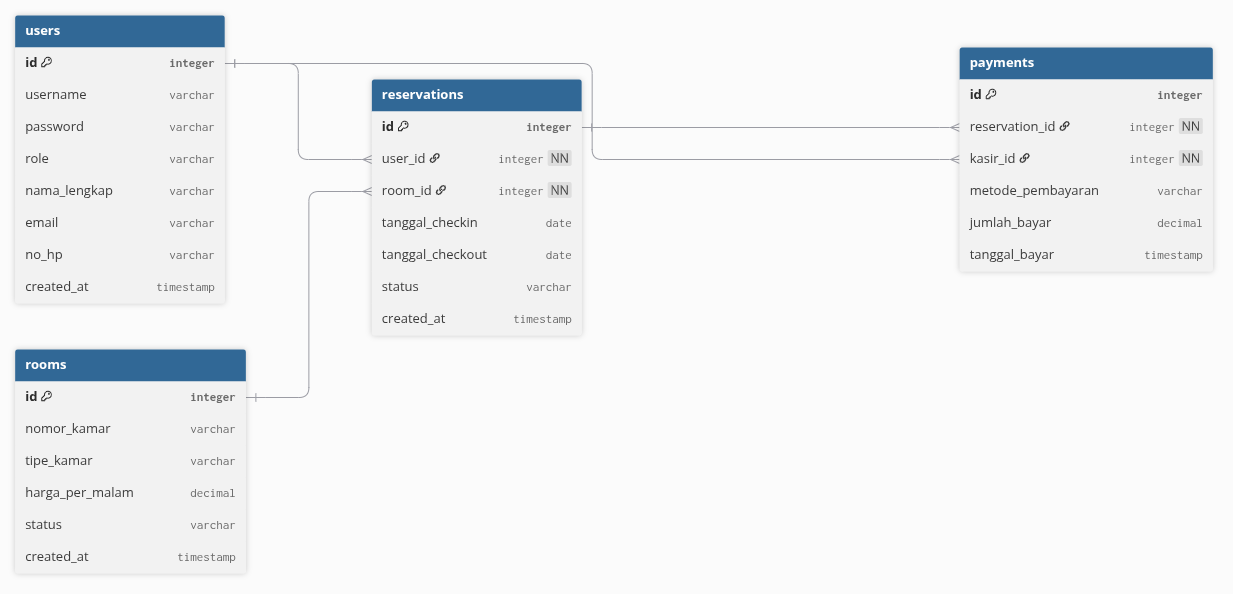 users
id integer
username varchar
password varchar
role varchar
nama_lengkap varchar
email varchar
no_hp varchar
created_at timestamp
reservations
id integer
user_id integer NN
room_id integer NN
tanggal_checkin date
tanggal_checkout date
status varchar
created_at timestamp
payments
id integer
reservation_id integer NN
kasir_id integer NN
metode_pembayaran varchar
jumlah_bayar decimal
tanggal_bayar timestamp
rooms
id integer
nomor_kamar varchar
tipe_kamar varchar
harga_per_malam decimal
status varchar
created_at timestamp